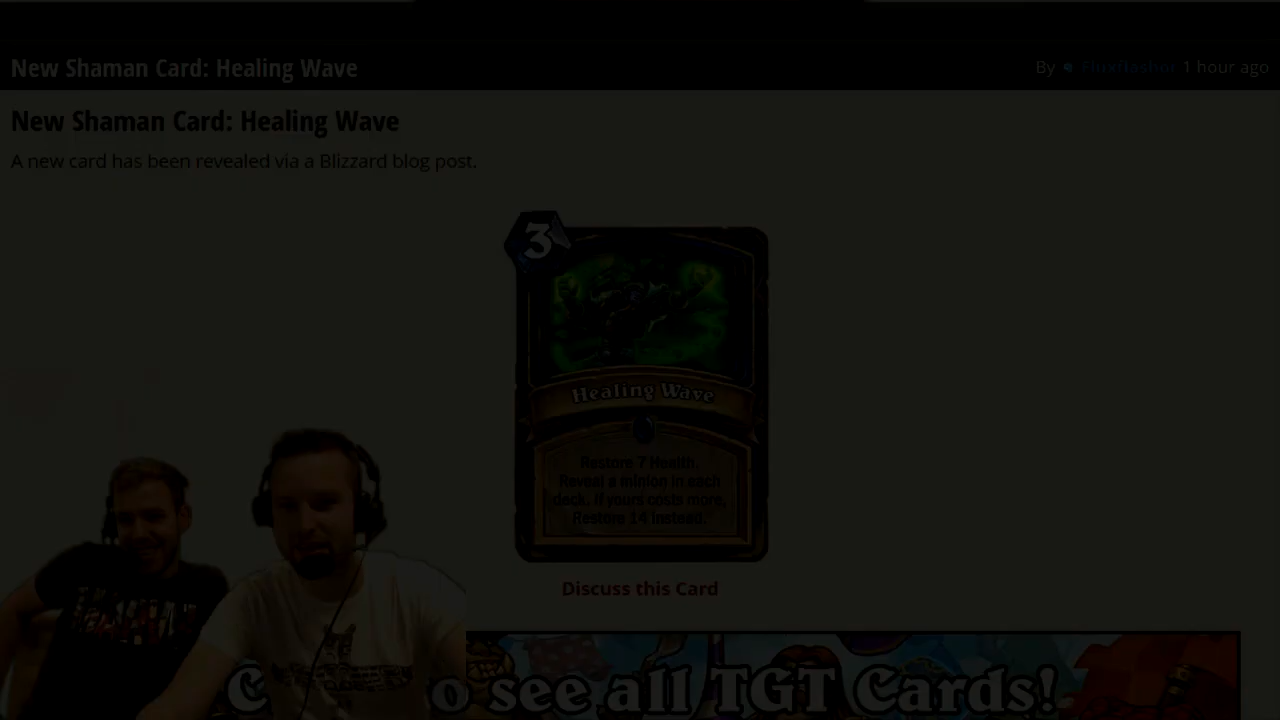 New Shaman Card: Healing Wave
By Fluxflashor 1 hour ago
New Shaman Card: Healing Wave
A new card has been revealed via a Blizzard blog post.
3
Healing Wave
Restore 7 Health.
Reveal a minion in each
deck. If yours costs more,
Restore 14 instead.
Discuss this Card
o see all TGT Cards!